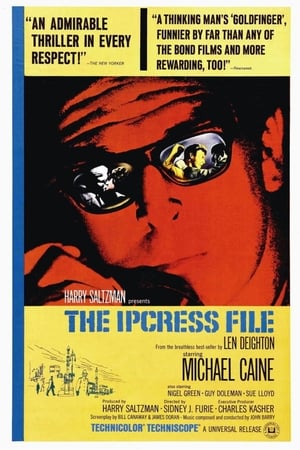 "AN ADMIRABLE
THRILLER IN EVERY
RESPECT!"
—THE NEW YORKER
"A THINKING MAN'S 'GOLDFINGER',
FUNNIER BY FAR THAN ANY
OF THE BOND FILMS AND MORE
REWARDING, TOO!"
HARRY SALTZMAN
presents
THE IPCRESS FILE
From the breathless best-seller by LEN DEIGHTON
starring
MICHAEL CAINE
also starring
NIGEL GREEN · GUY DOLEMAN · SUE LLOYD
Produced by
HARRY SALTZMAN
Directed by
SIDNEY J. FURIE
Executive Producer
CHARLES KASHER
Screenplay by BILL CANAWAY & JAMES DORAN · Music composed and conducted by JOHN BARRY
TECHNICOLOR® TECHNISCOPE® A UNIVERSAL RELEASE